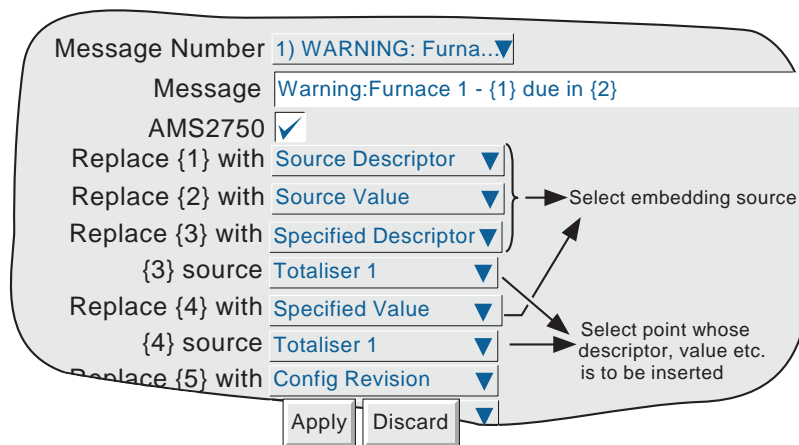 Message Number 1) WARNING: Furna...
Message Warning:Furnace 1 - {1} due in {2}
AMS2750
Replace {1} with Source Descriptor
Replace {2} with Source Value
Select embedding source
Replace {3} with Specified Descriptor
{3} source Totaliser 1
Replace {4} with Specified Value
Select point whose
{4} source Totaliser 1
descriptor, value etc.
is to be inserted
Replace {5} with Config Revision
Apply Discard